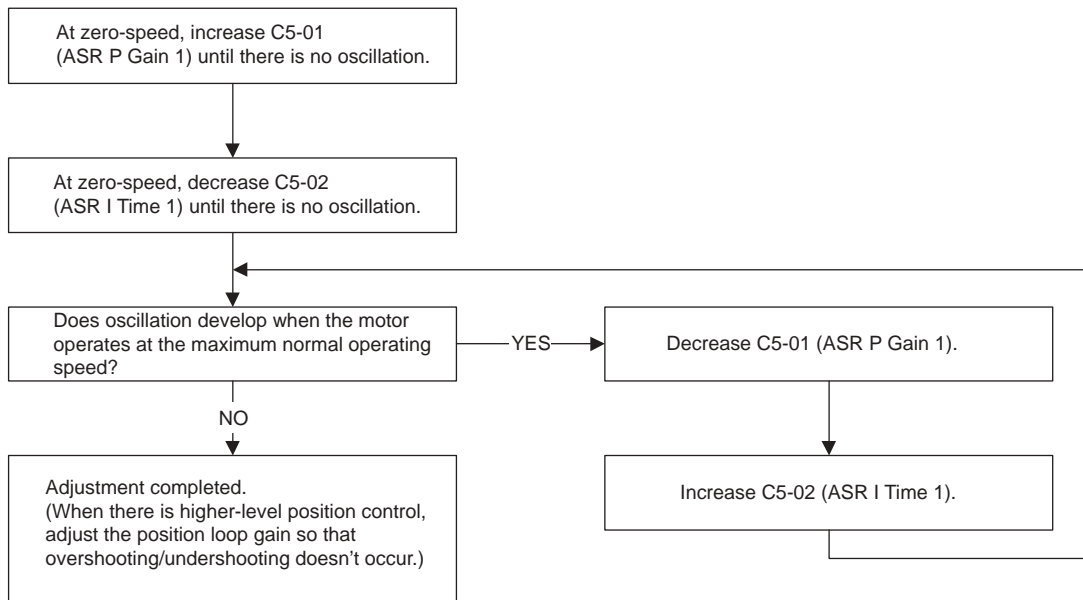 At zero-speed, increase C5-01
(ASR P Gain 1) until there is no oscillation.
At zero-speed, decrease C5-02
(ASR I Time 1) until there is no oscillation.
Does oscillation develop when the motor
operates at the maximum normal operating
speed?
YES
Decrease C5-01 (ASR P Gain 1).
NO
Increase C5-02 (ASR I Time 1).
Adjustment completed.
(When there is higher-level position control,
adjust the position loop gain so that
overshooting/undershooting doesn't occur.)